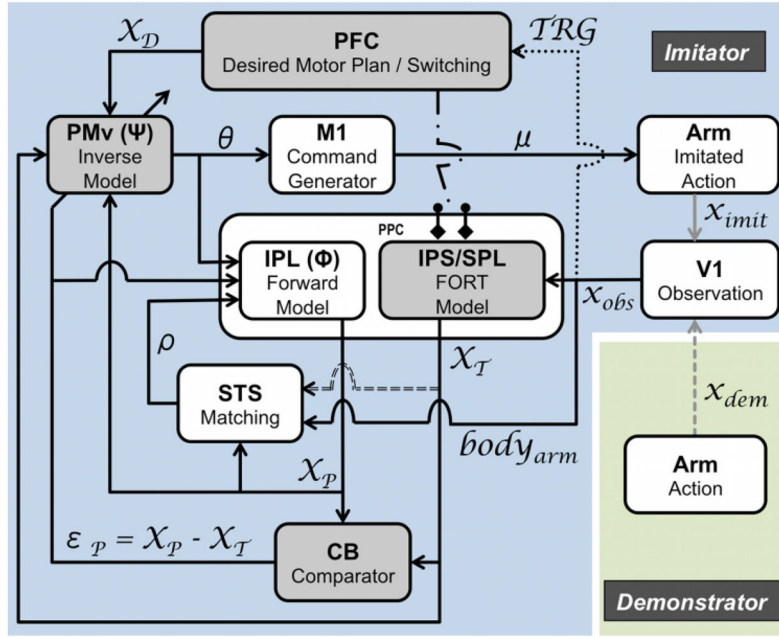 PFC
Desired Motor Plan / Switching
X_D
TRG
Imitator
PMv (Ψ)
Inverse
Model
θ
M1
Command
Generator
μ
Arm
Imitated
Action
x_imit
PPC
IPL (Φ)
Forward
Model
IPS/SPL
FORT
Model
x_obs
V1
Observation
ρ
X_T
STS
Matching
x_dem
body_arm
X_P
Arm
Action
ε_P = X_P - X_T
CB
Comparator
Demonstrator